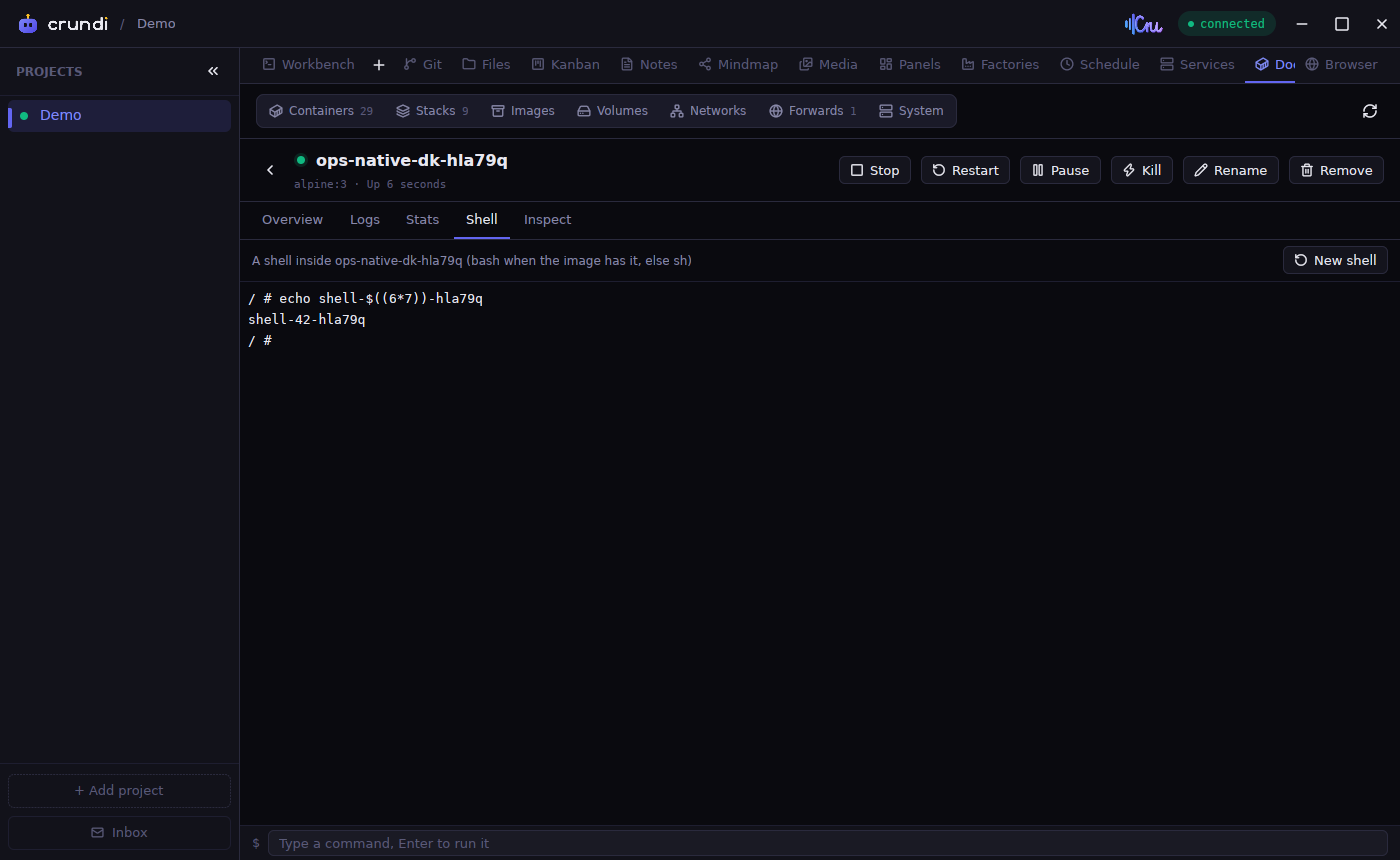 crundi / Demo
Cru
connected
PROJECTS
Demo
+ Add project
Inbox
Workbench + Git Files Kanban Notes Mindmap Media Panels Factories Schedule Services Doc Browser
Containers 29 Stacks 9 Images Volumes Networks Forwards 1 System
ops-native-dk-hla79q
alpine:3 · Up 6 seconds
Stop Restart Pause Kill Rename Remove
Overview Logs Stats Shell Inspect
A shell inside ops-native-dk-hla79q (bash when the image has it, else sh)
New shell
/ # echo shell-$((6*7))-hla79q
shell-42-hla79q
/ #
$ Type a command, Enter to run it